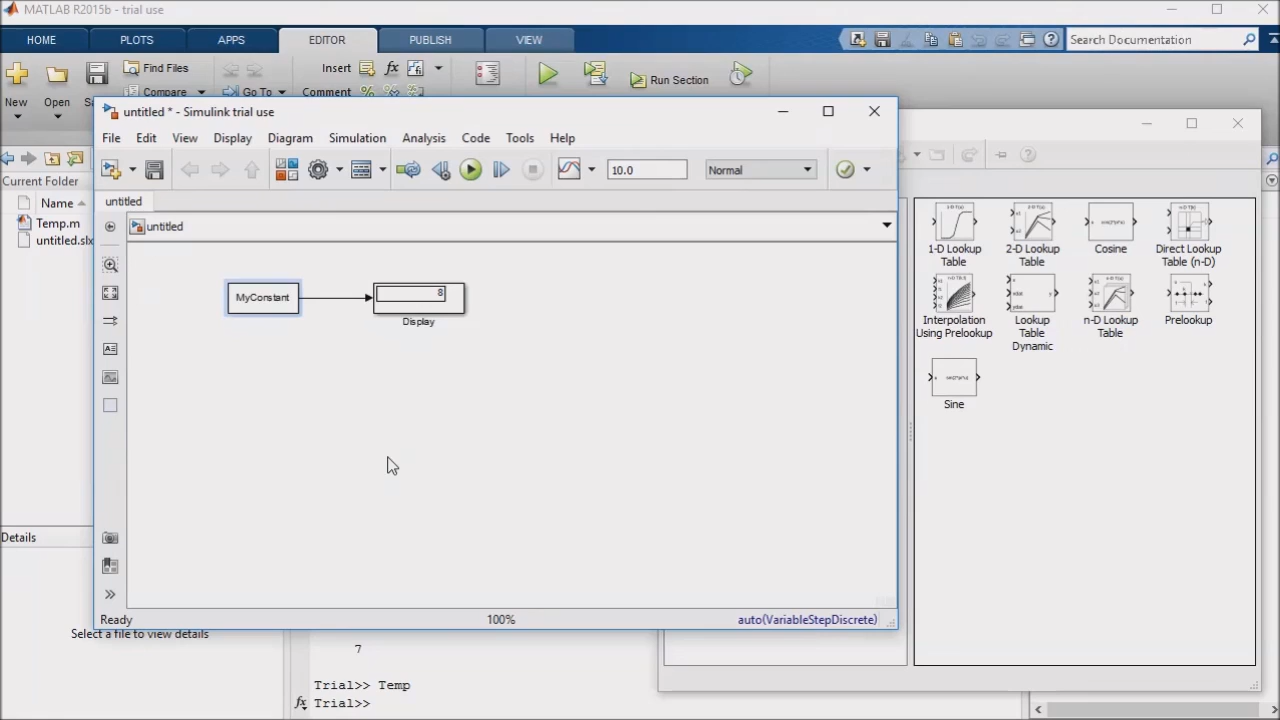 MATLAB R2015b - trial use
HOME
PLOTS
APPS
EDITOR
PUBLISH
VIEW
Search Documentation
Find Files
Insert
fx
Compare
Go To
Comment
Run Section
New
Open
untitled * - Simulink trial use
File
Edit
View
Display
Diagram
Simulation
Analysis
Code
Tools
Help
10.0
Normal
Current Folder
Name
Temp.m
untitled.slx
untitled
untitled
MyConstant
8
Display
1-D Lookup
Table
2-D Lookup
Table
Cosine
Direct Lookup
Table (n-D)
Interpolation
Using Prelookup
Lookup
Table
Dynamic
n-D Lookup
Table
Prelookup
Sine
Details
Ready
100%
auto(VariableStepDiscrete)
Select a file to view details
7
Trial>> Temp
fx Trial>>